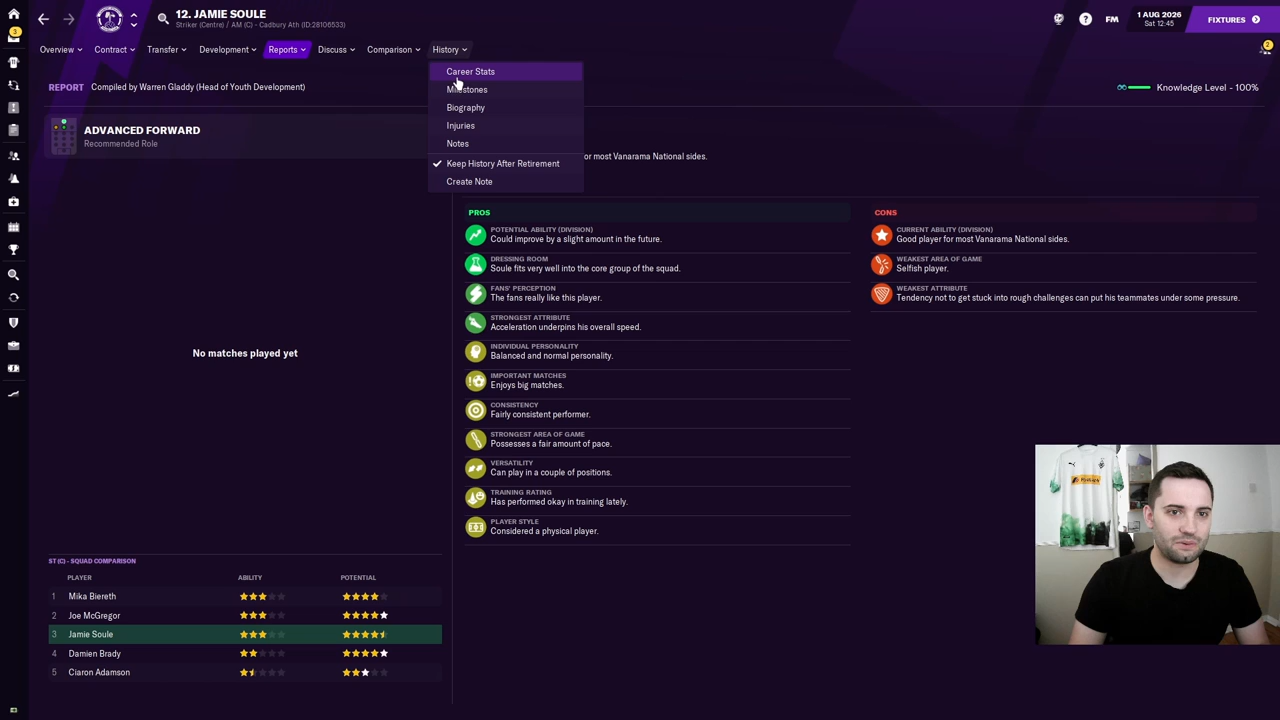 12. JAMIE SOULE
Striker (Centre) / AM (C) - Cadbury Ath (ID:28106533)
3
FM
1 AUG 2026
Sat 12:45
FIXTURES
Overview
Contract
Transfer
Development
Reports
Discuss
Comparison
History
2
Career Stats
Milestones
Biography
Injuries
Notes
Keep History After Retirement
Create Note
REPORT Compiled by Warren Gladdy (Head of Youth Development)
Knowledge Level - 100%
ADVANCED FORWARD
Recommended Role
or most Vanarama National sides.
No matches played yet
PROS
POTENTIAL ABILITY (DIVISION)
Could improve by a slight amount in the future.
DRESSING ROOM
Soule fits very well into the core group of the squad.
FANS' PERCEPTION
The fans really like this player.
STRONGEST ATTRIBUTE
Acceleration underpins his overall speed.
INDIVIDUAL PERSONALITY
Balanced and normal personality.
IMPORTANT MATCHES
Enjoys big matches.
CONSISTENCY
Fairly consistent performer.
STRONGEST AREA OF GAME
Possesses a fair amount of pace.
VERSATILITY
Can play in a couple of positions.
TRAINING RATING
Has performed okay in training lately.
PLAYER STYLE
Considered a physical player.
CONS
CURRENT ABILITY (DIVISION)
Good player for most Vanarama National sides.
WEAKEST AREA OF GAME
Selfish player.
WEAKEST ATTRIBUTE
Tendency not to get stuck into rough challenges can put his teammates under some pressure.
ST (C) - SQUAD COMPARISON
PLAYER ABILITY POTENTIAL
1 Mika Biereth
2 Joe McGregor
3 Jamie Soule
4 Damien Brady
5 Ciaron Adamson